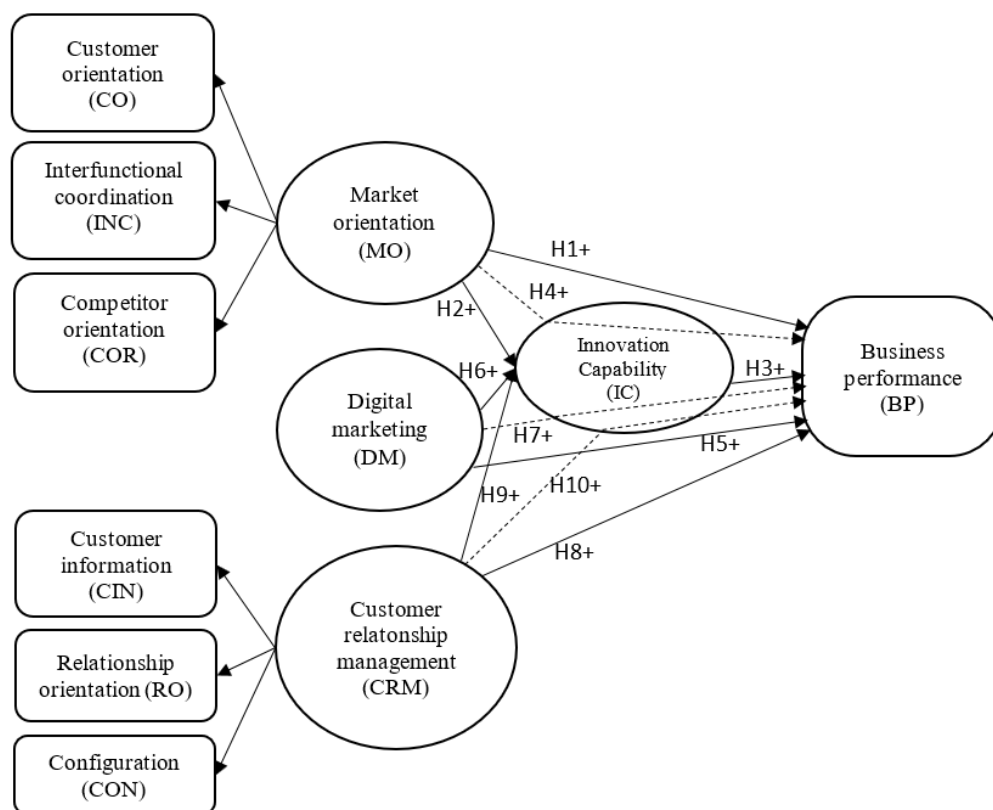 Customer
orientation
(CO)
Interfunctional
coordination
(INC)
Competitor
orientation
(COR)
Market
orientation
(MO)
H1+
H4+
H2+
Innovation
Capability
(IC)
H3+
Business
performance
(BP)
H6+
Digital
marketing
(DM)
H7+
H5+
H9+
H10+
H8+
Customer
information
(CIN)
Relationship
orientation (RO)
Configuration
(CON)
Customer
relatonship
management
(CRM)